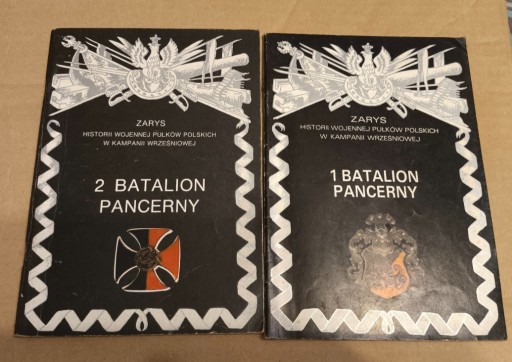 ZARYS
HISTORII WOJENNEJ PUŁKÓW POLSKICH
W KAMPANII WRZEŚNIOWEJ
2 BATALION
PANCERNY
ZARYS
HISTORII WOJENNEJ PUŁKÓW POLSKICH
W KAMPANII WRZEŚNIOWEJ
1 BATALION
PANCERNY